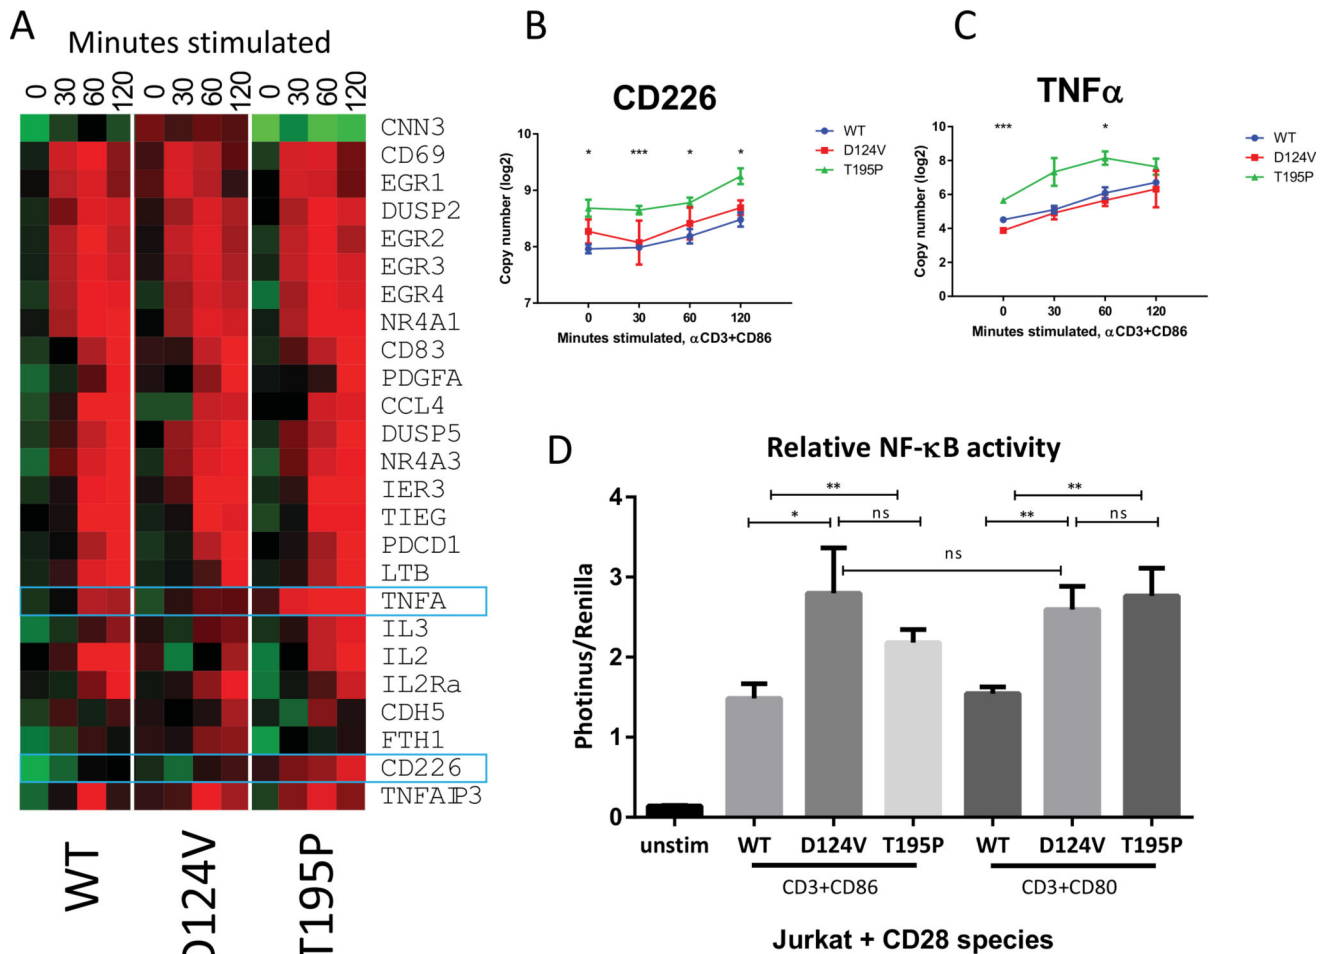 A
Minutes stimulated
0 30 60 120 0 30 60 120 0 30 60 120
CNN3
CD69
EGR1
DUSP2
EGR2
EGR3
EGR4
NR4A1
CD83
PDGFA
CCL4
DUSP5
NR4A3
IER3
TIEG
PDCD1
LTB
TNFA
IL3
IL2
IL2Ra
CDH5
FTH1
CD226
TNFAIP3
WT D124V T195P
B
CD226
Copy number (log2)
10
9
8
7
* *** * *
0 30 60 120
Minutes stimulated, αCD3+CD86
WT
D124V
T195P
C
TNFα
Copy number (log2)
10
8
6
4
2
0
*** *
0 30 60 120
Minutes stimulated, αCD3+CD86
WT
D124V
T195P
D
Relative NF-κB activity
Photinus/Renilla
4
3
2
1
0
** **
* ns ** ns
ns
unstim WT D124V T195P WT D124V T195P
CD3+CD86 CD3+CD80
Jurkat + CD28 species